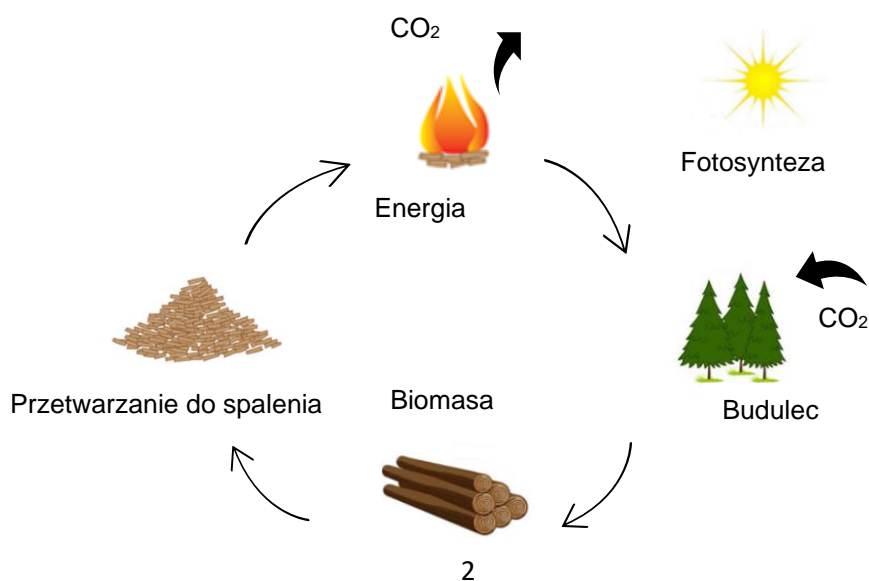 CO₂
Fotosynteza
Energia
CO₂
Przetwarzanie do spalenia
Biomasa
Budulec
2